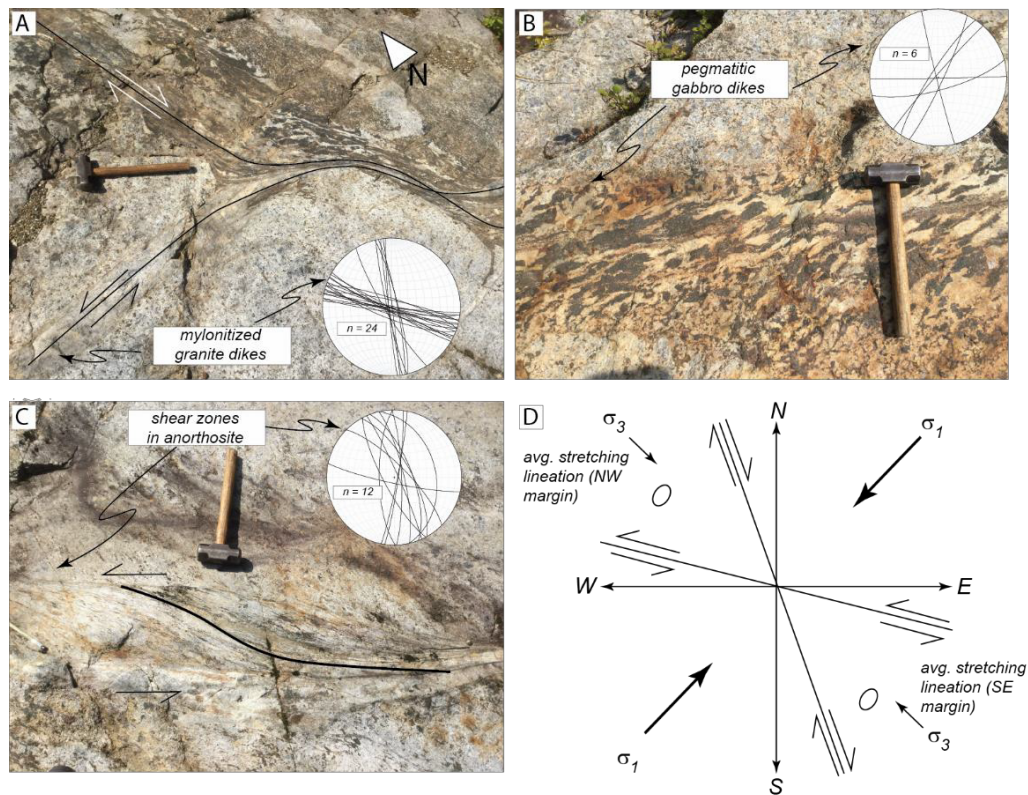 A
N
mylonitized
granite dikes
n = 24
B
pegmatitic
gabbro dikes
n = 6
C
shear zones
in anorthosite
n = 12
D
N
σ3
avg. stretching
lineation (NW
margin)
σ1
W
E
avg. stretching
lineation (SE
margin)
σ3
σ1
S